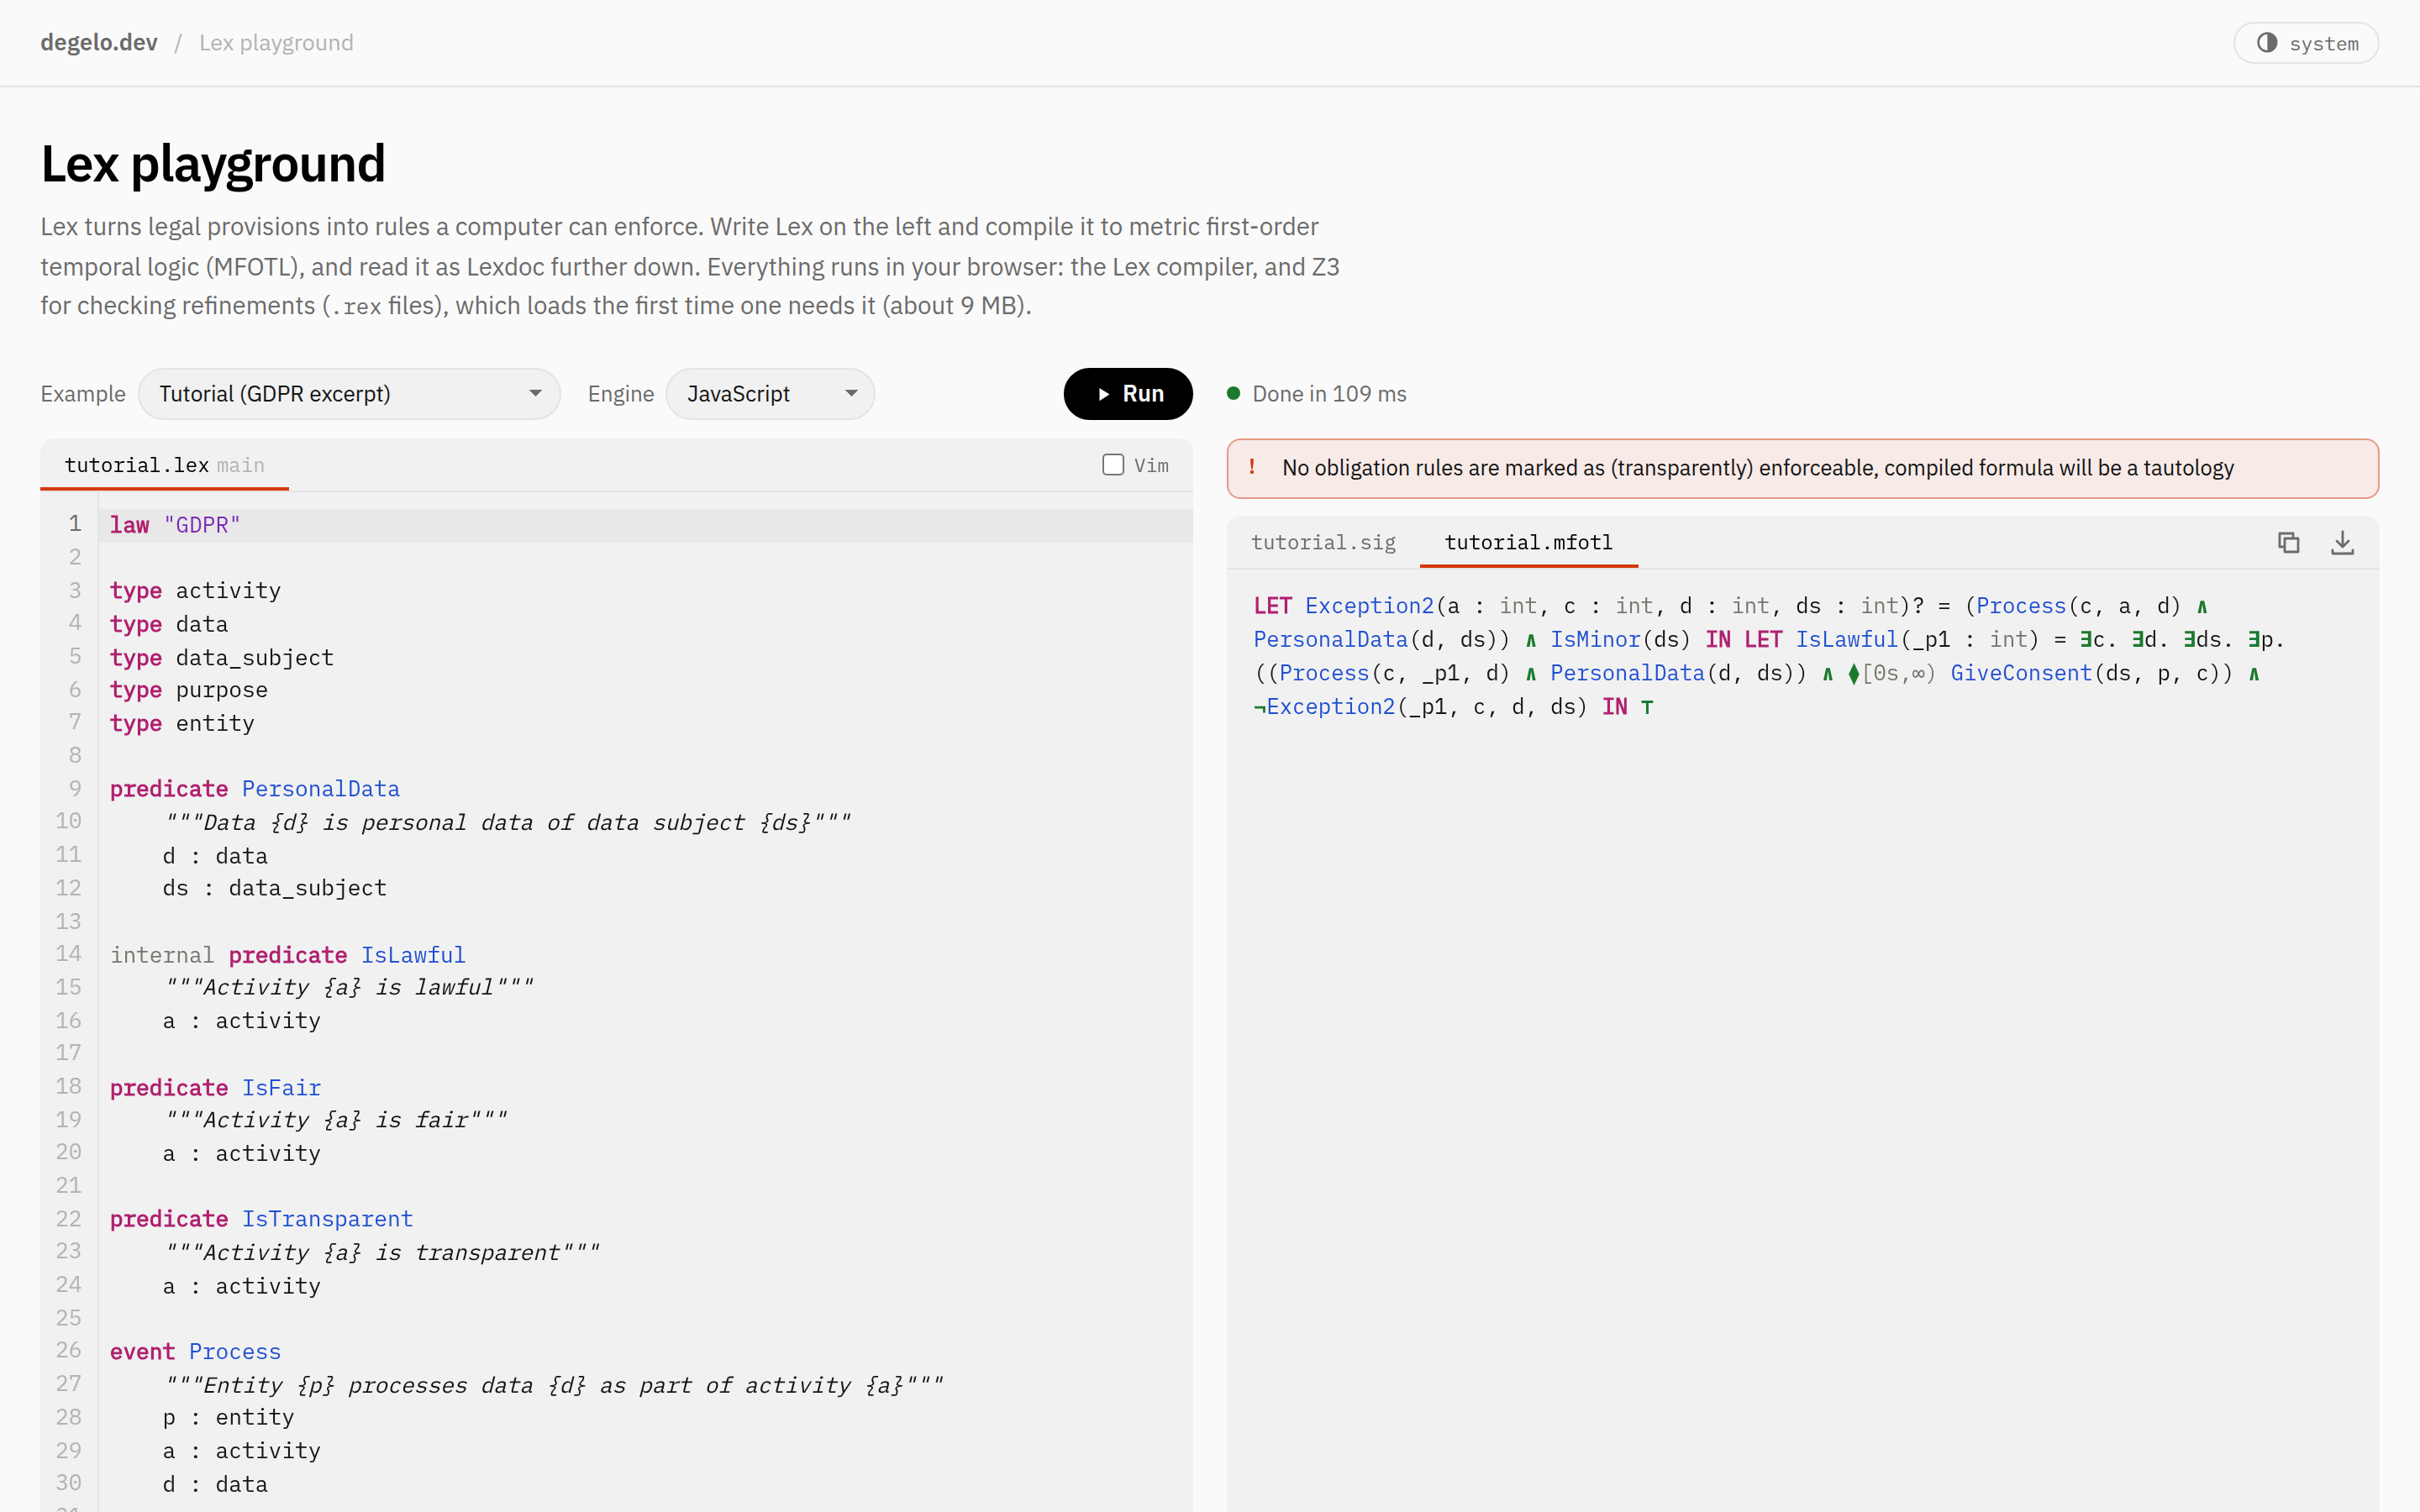 degelo.dev / Lex playground
system
Lex playground
Lex turns legal provisions into rules a computer can enforce. Write Lex on the left and compile it to metric first-order
temporal logic (MFOTL), and read it as Lexdoc further down. Everything runs in your browser: the Lex compiler, and Z3
for checking refinements (.rex files), which loads the first time one needs it (about 9 MB).
Example Tutorial (GDPR excerpt) Engine JavaScript Run
Done in 109 ms
tutorial.lex main Vim
1 law "GDPR"
2
3 type activity
4 type data
5 type data_subject
6 type purpose
7 type entity
8
9 predicate PersonalData
10 """Data {d} is personal data of data subject {ds}"""
11 d : data
12 ds : data_subject
13
14 internal predicate IsLawful
15 """Activity {a} is lawful"""
16 a : activity
17
18 predicate IsFair
19 """Activity {a} is fair"""
20 a : activity
21
22 predicate IsTransparent
23 """Activity {a} is transparent"""
24 a : activity
25
26 event Process
27 """Entity {p} processes data {d} as part of activity {a}"""
28 p : entity
29 a : activity
30 d : data
! No obligation rules are marked as (transparently) enforceable, compiled formula will be a tautology
tutorial.sig tutorial.mfotl
LET Exception2(a : int, c : int, d : int, ds : int)? = (Process(c, a, d) ∧
PersonalData(d, ds)) ∧ IsMinor(ds) IN LET IsLawful(_p1 : int) = ∃c. ∃d. ∃ds. ∃p.
((Process(c, _p1, d) ∧ PersonalData(d, ds)) ∧ ⧫[0s,∞) GiveConsent(ds, p, c)) ∧
¬Exception2(_p1, c, d, ds) IN ⊤